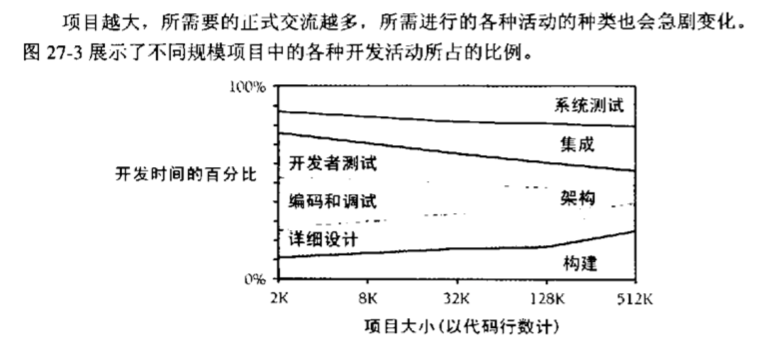 项目越大，所需要的正式交流越多，所需进行的各种活动的种类也会急剧变化。
图 27-3 展示了不同规模项目中的各种开发活动所占的比例。
100%
系统测试
集成
开发者测试
开发时间的百分比
架构
编码和调试
详细设计
构建
0%
2K 8K 32K 128K 512K
项目大小(以代码行数计)